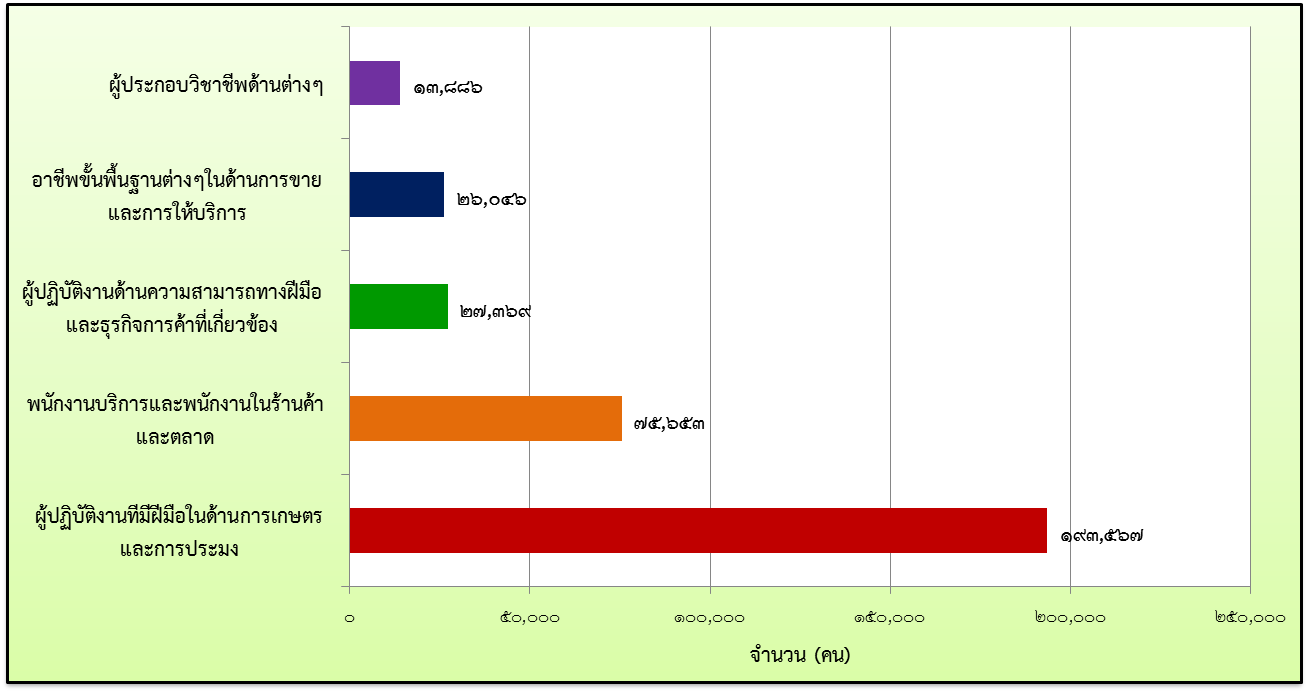 ผู้ประกอบวิชาชีพด้านต่างๆ
๑๓,๘๘๖
อาชีพขั้นพื้นฐานต่างๆในด้านการขาย
และการให้บริการ
๒๖,๐๔๖
ผู้ปฏิบัติงานด้านความสามารถทางฝีมือ
และธุรกิจการค้าที่เกี่ยวข้อง
๒๗,๓๖๙
พนักงานบริการและพนักงานในร้านค้า
และตลาด
๗๕,๖๕๓
ผู้ปฏิบัติงานทีมีฝีมือในด้านการเกษตร
และการประมง
๑๙๓,๕๖๗
๐ ๕๐,๐๐๐ ๑๐๐,๐๐๐ ๑๕๐,๐๐๐ ๒๐๐,๐๐๐ ๒๕๐,๐๐๐
จำนวน (คน)